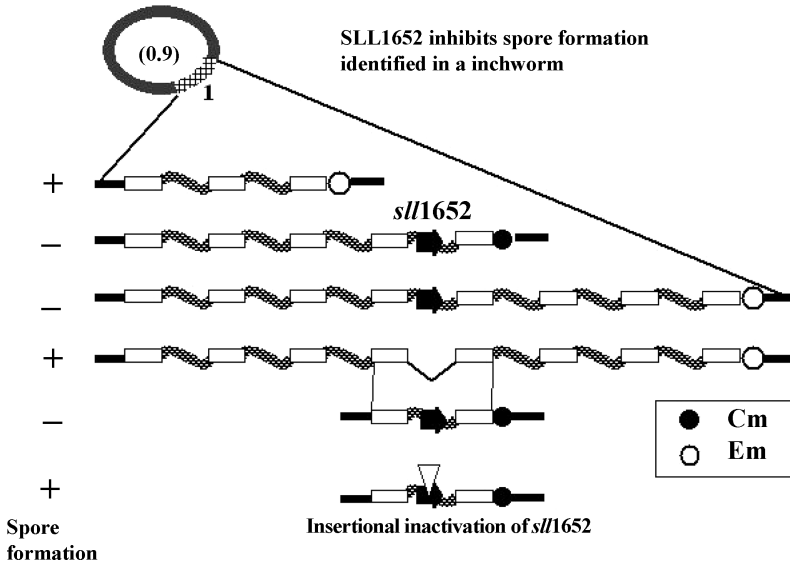 SLL1652 inhibits spore formation
identified in a inchworm
(0.9)
1
+
sll1652
−
−
+
−
+
Cm
Em
Insertional inactivation of sll1652
Spore
formation